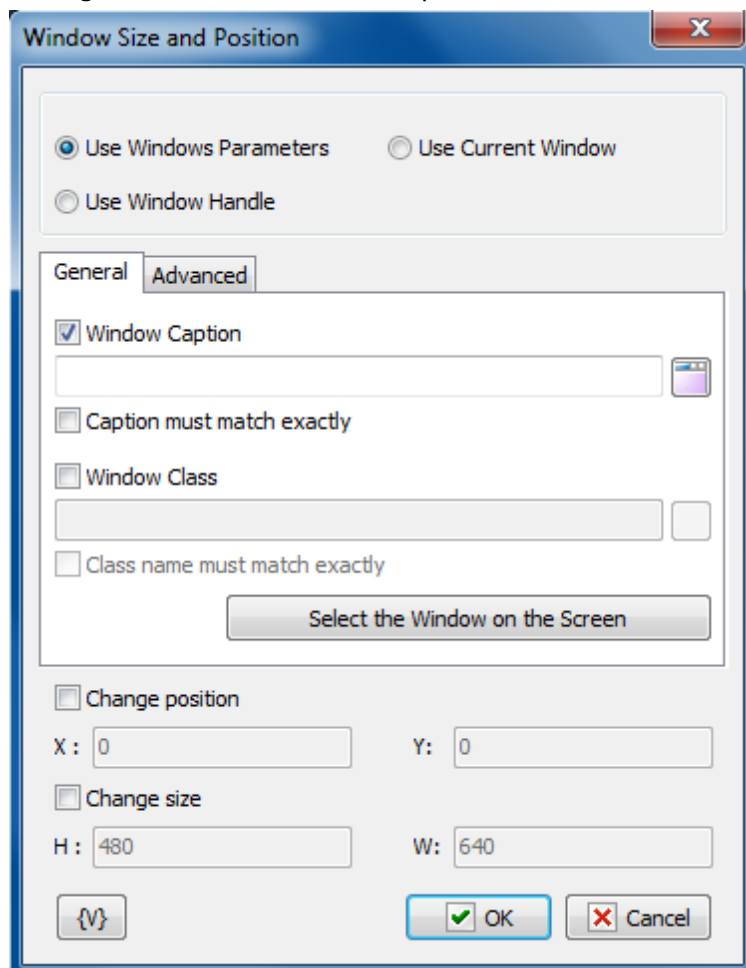 Window Size and Position
Use Windows Parameters Use Current Window
Use Window Handle
General Advanced
Window Caption
Caption must match exactly
Window Class
Class name must match exactly
Select the Window on the Screen
Change position
X : 0 Y: 0
Change size
H : 480 W: 640
{V} OK Cancel